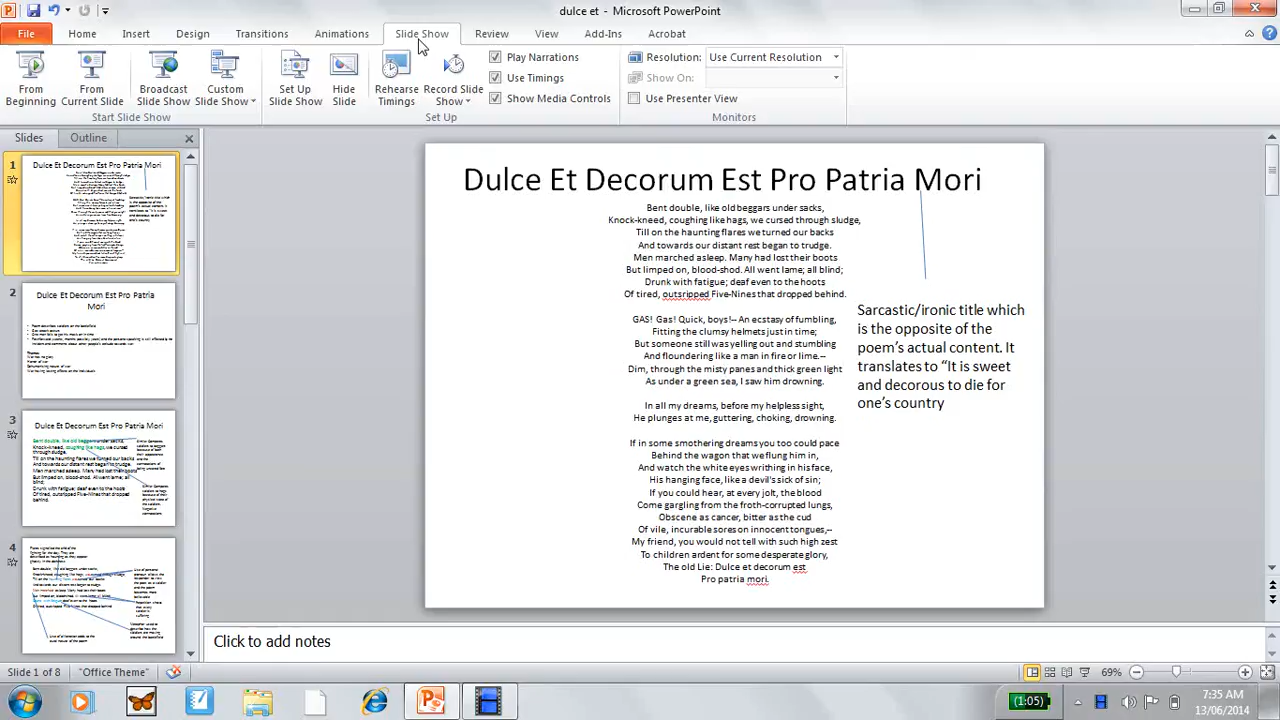 dulce et - Microsoft PowerPoint
File Home Insert Design Transitions Animations Slide Show Review View Add-Ins Acrobat
From Beginning
From Current Slide
Broadcast Slide Show
Custom Slide Show
Set Up Slide Show
Hide Slide
Rehearse Timings
Record Slide Show
Play Narrations
Use Timings
Show Media Controls
Resolution: Use Current Resolution
Show On:
Use Presenter View
Start Slide Show
Set Up
Monitors
Slides Outline
1
Dulce Et Decorum Est Pro Patria Mori
2
Dulce Et Decorum Est Pro Patria
Mori
3
Dulce Et Decorum Est Pro Patria Mori
4
Dulce Et Decorum Est Pro Patria Mori
Bent double, like old beggars under sacks,
Knock-kneed, coughing like hags, we cursed through sludge,
Till on the haunting flares we turned our backs
And towards our distant rest began to trudge.
Men marched asleep. Many had lost their boots
But limped on, blood-shod. All went lame; all blind;
Drunk with fatigue; deaf even to the hoots
Of tired, outsripped Five-Nines that dropped behind.
GAS! Gas! Quick, boys!-- An ecstasy of fumbling,
Fitting the clumsy helmets just in time;
But someone still was yelling out and stumbling
And floundering like a man in fire or lime.--
Dim, through the misty panes and thick green light
As under a green sea, I saw him drowning.
In all my dreams, before my helpless sight,
He plunges at me, guttering, choking, drowning.
If in some smothering dreams you too could pace
Behind the wagon that we flung him in,
And watch the white eyes writhing in his face,
His hanging face, like a devil's sick of sin;
If you could hear, at every jolt, the blood
Come gargling from the froth-corrupted lungs,
Obscene as cancer, bitter as the cud
Of vile, incurable sores on innocent tongues,--
My friend, you would not tell with such high zest
To children ardent for some desperate glory,
The old Lie: Dulce et decorum est
Pro patria mori.
Sarcastic/ironic title which
is the opposite of the
poem's actual content. It
translates to “It is sweet
and decorous to die for
one's country
Click to add notes
Slide 1 of 8 "Office Theme" 69%
(1:05)
7:35 AM
13/06/2014